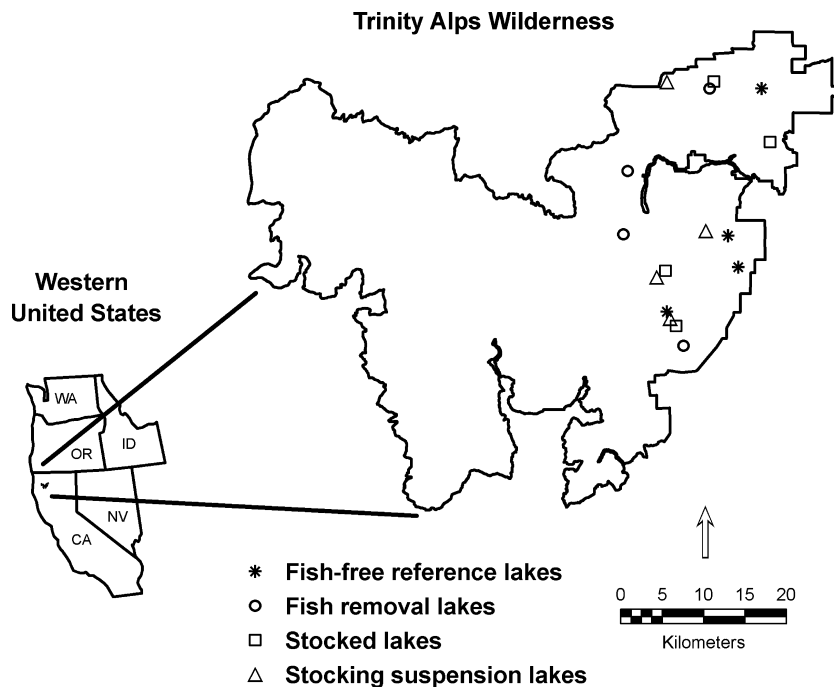 Trinity Alps Wilderness
Western
United States
WA
OR
ID
NV
CA
Fish-free reference lakes
Fish removal lakes
Stocked lakes
Stocking suspension lakes
0 5 10 15 20
Kilometers